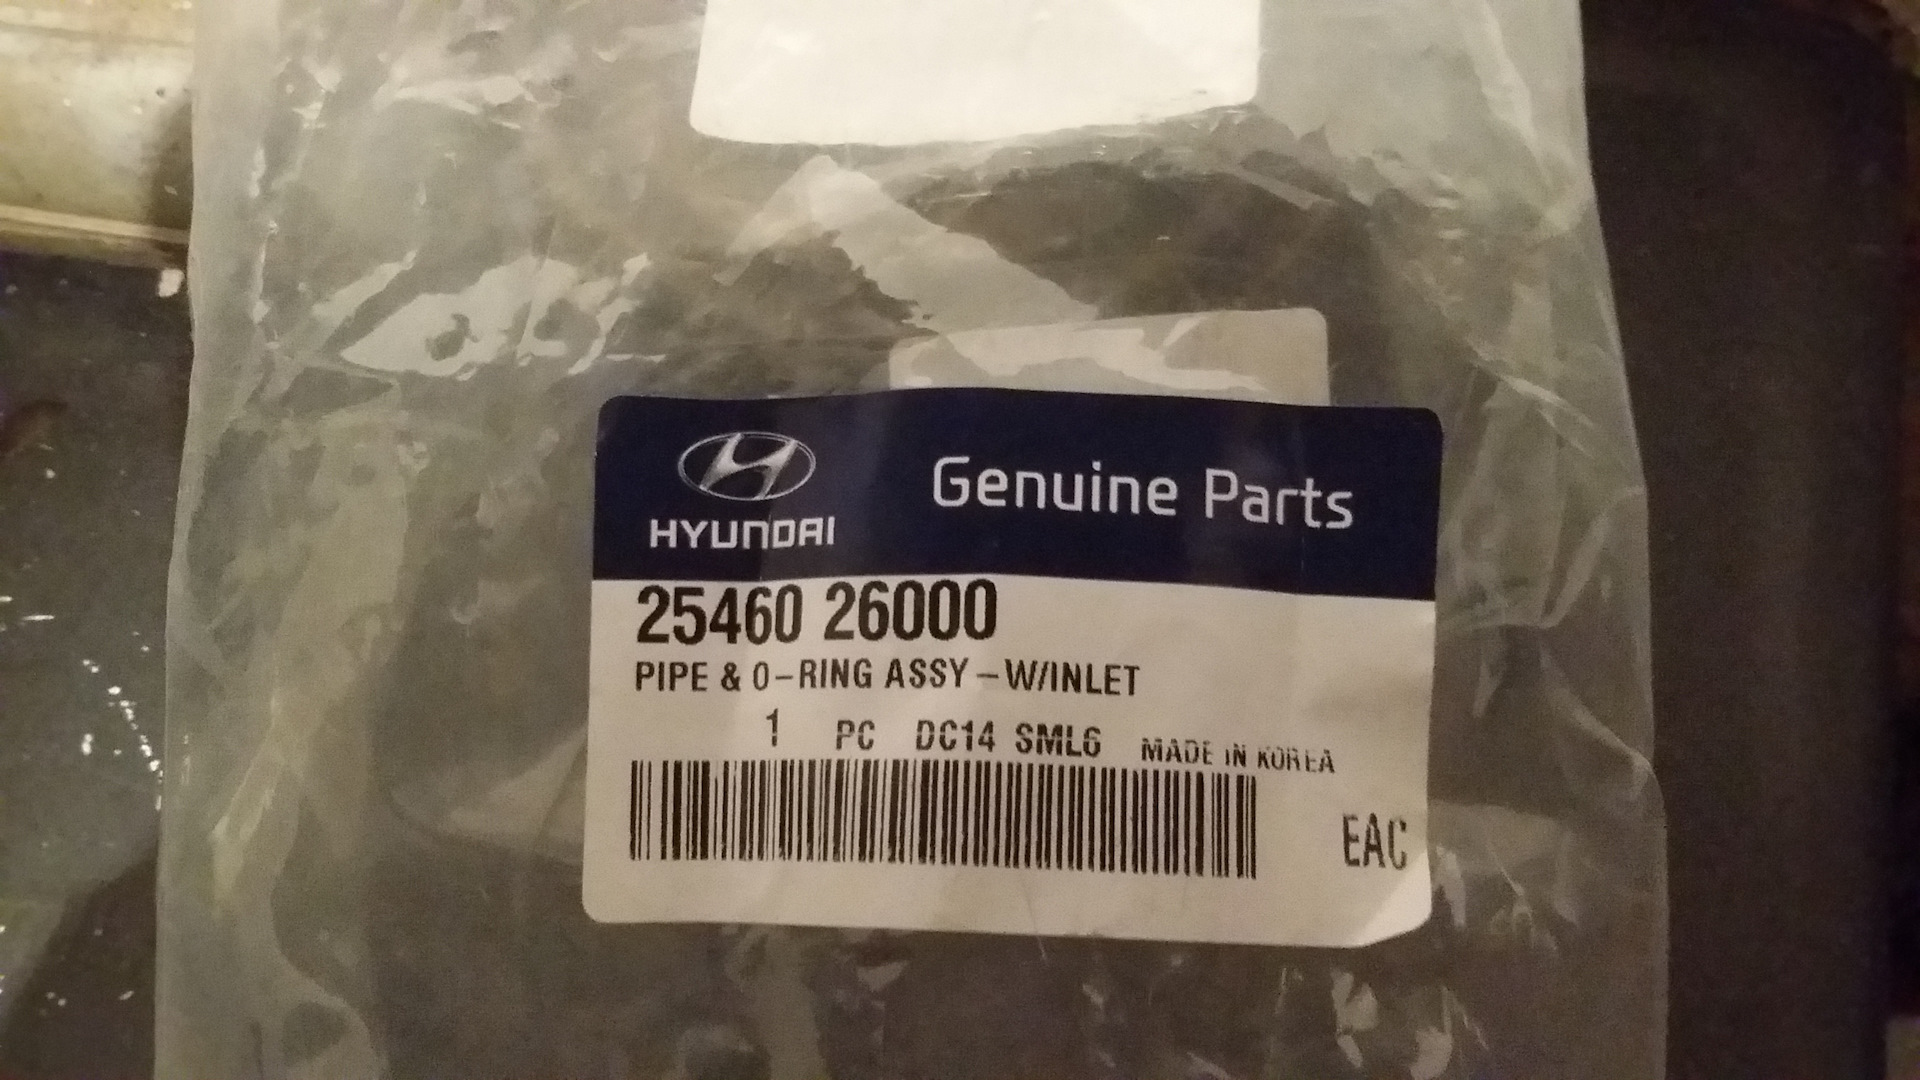 HYUNDAI
Genuine Parts
25460 26000
PIPE & O-RING ASSY-W/INLET
1 PC DC14 SML6 MADE IN KOREA
EAC